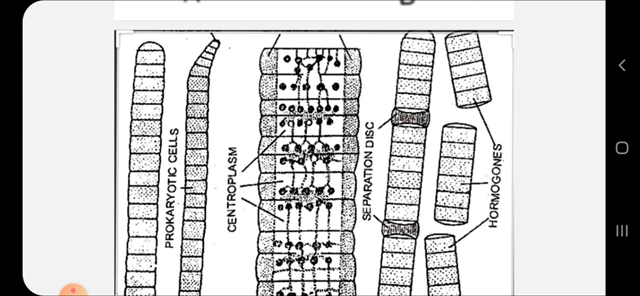 PROKARYOTIC CELLS
CENTROPLASM
SEPARATION DISC
HORMOGONES